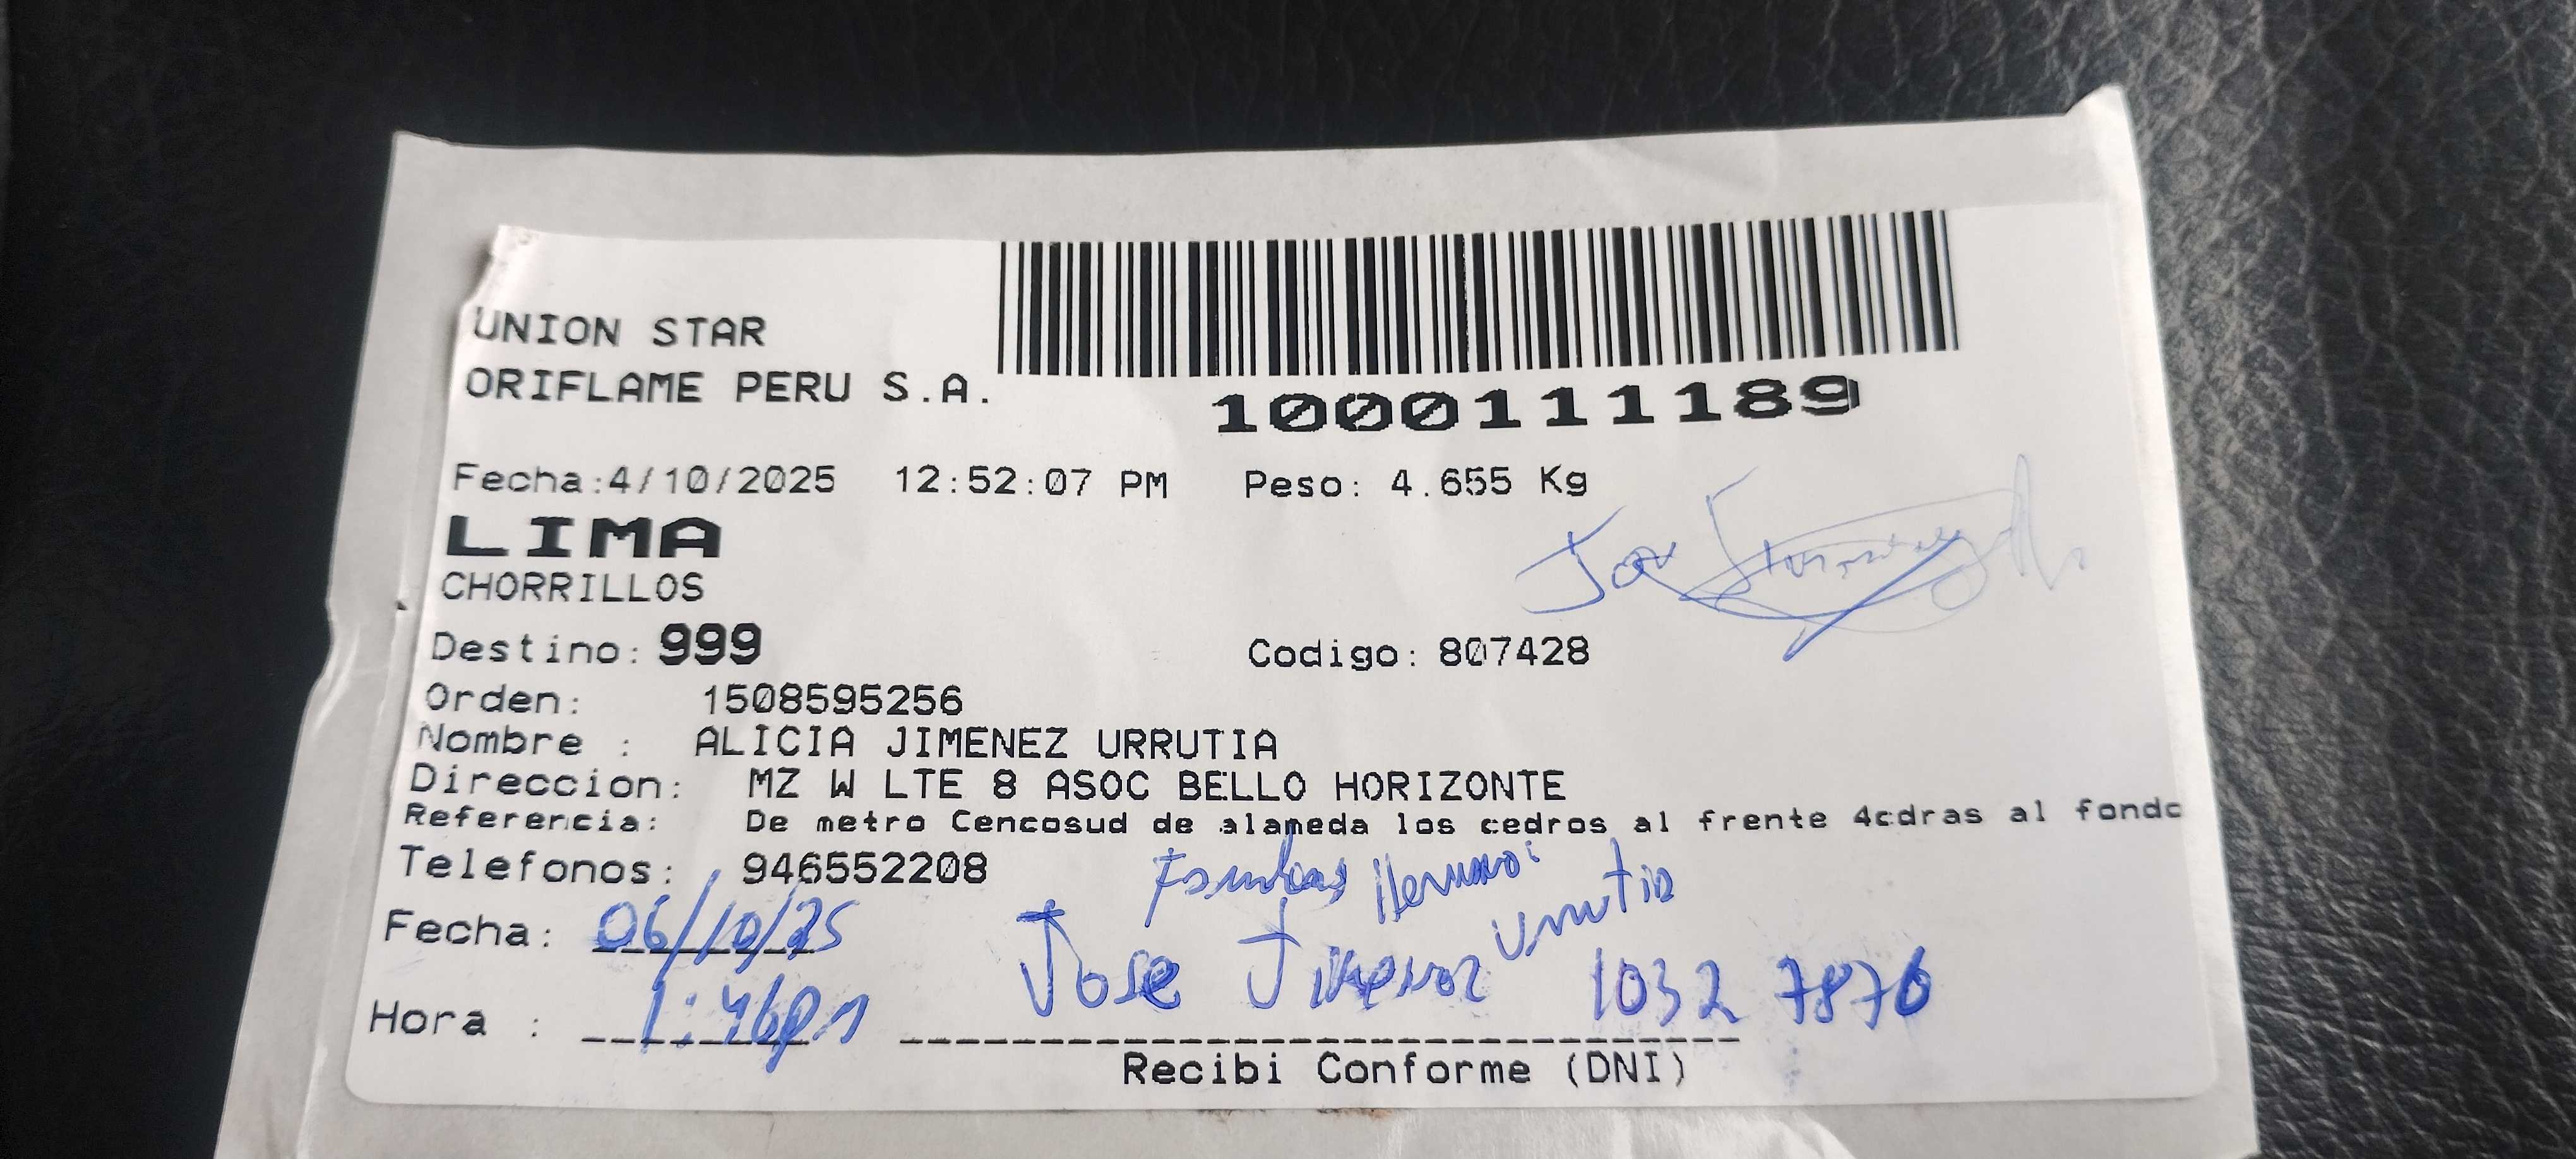 UNION STAR
ORIFLAME PERU S.A.
1000111189
Fecha:4/10/2025 12:52:07 PM Peso: 4.655 Kg
LIMA
CHORRILLOS
Destino: 999 Codigo: 807428
Orden: 1508595256
Nombre : ALICIA JIMENEZ URRUTIA
Direccion: MZ W LTE 8 ASOC BELLO HORIZONTE
Referencia: De metro Cencosud de alameda los cedros al frente 4cdras al fondo
Telefonos: 946552208
Urrutia
Fecha: 06/10/25
Jose Jimenez 1032 7876
Hora : 1:46pm
Recibi Conforme (DNI)